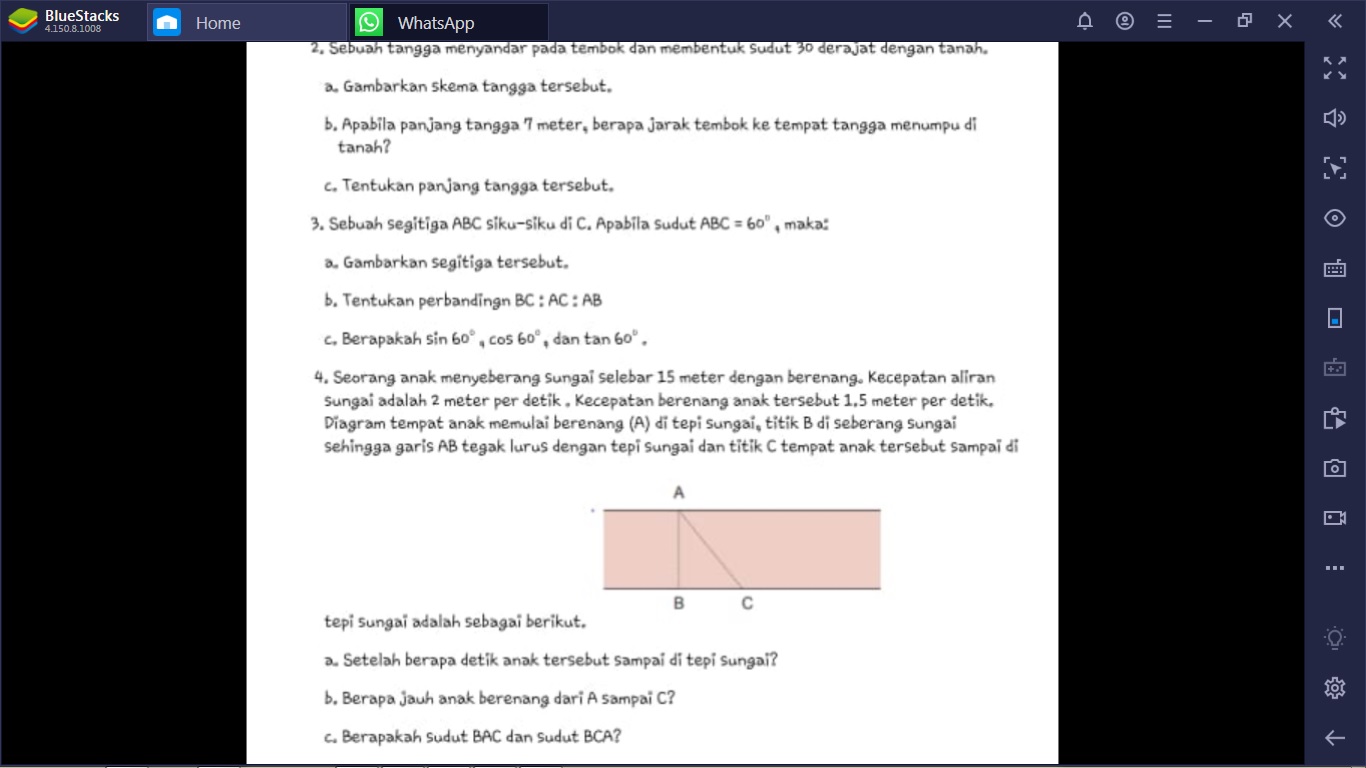 BlueStacks
4.150.8.1008
Home
WhatsApp
2. Sebuah tangga menyandar pada tembok dan membentuk sudut 30 derajat dengan tanah.
a. Gambarkan skema tangga tersebut.
b. Apabila panjang tangga 7 meter, berapa jarak tembok ke tempat tangga menumpu di
tanah?
c. Tentukan panjang tangga tersebut.
3. Sebuah segitiga ABC siku-siku di C. Apabila sudut ABC = 60°, maka:
a. Gambarkan segitiga tersebut.
b. Tentukan perbandingn BC : AC : AB
c. Berapakah sin 60°, cos 60°, dan tan 60°.
4. Seorang anak menyeberang sungai selebar 15 meter dengan berenang. Kecepatan aliran
sungai adalah 2 meter per detik . Kecepatan berenang anak tersebut 1,5 meter per detik.
Diagram tempat anak memulai berenang (A) di tepi sungai, titik B di seberang sungai
sehingga garis AB tegak lurus dengan tepi sungai dan titik C tempat anak tersebut sampai di
A
B C
tepi sungai adalah sebagai berikut.
a. Setelah berapa detik anak tersebut sampai di tepi sungai?
b. Berapa jauh anak berenang dari A sampai C?
c. Berapakah sudut BAC dan sudut BCA?